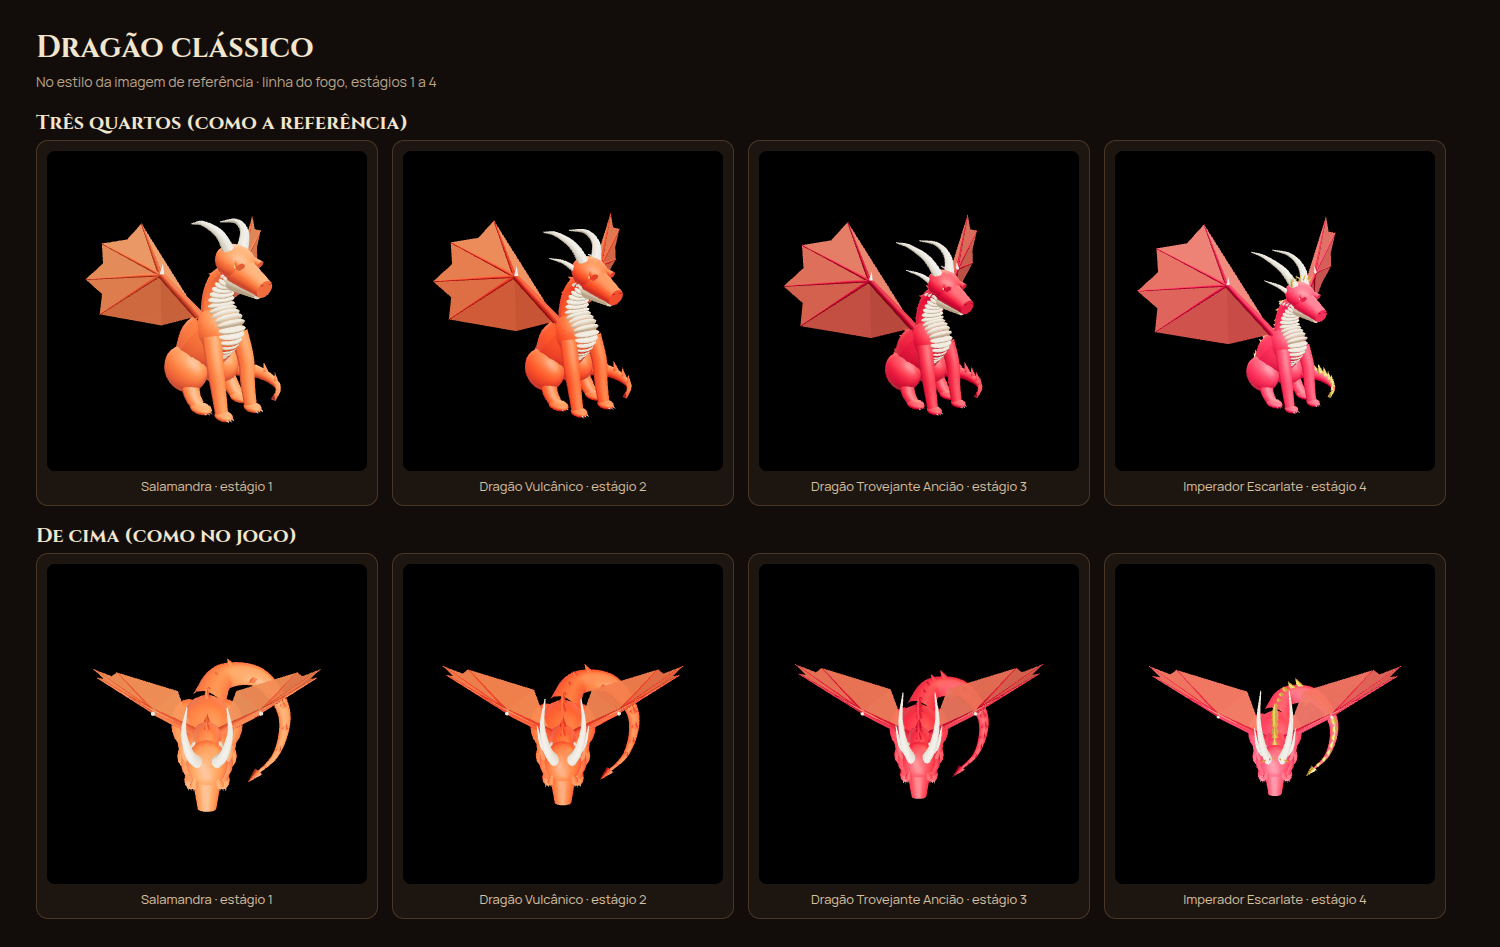 Dragão clássico
No estilo da imagem de referência · linha do fogo, estágios 1 a 4
Três quartos (como a referência)
Salamandra · estágio 1
Dragão Vulcânico · estágio 2
Dragão Trovejante Ancião · estágio 3
Imperador Escarlate · estágio 4
De cima (como no jogo)
Salamandra · estágio 1
Dragão Vulcânico · estágio 2
Dragão Trovejante Ancião · estágio 3
Imperador Escarlate · estágio 4